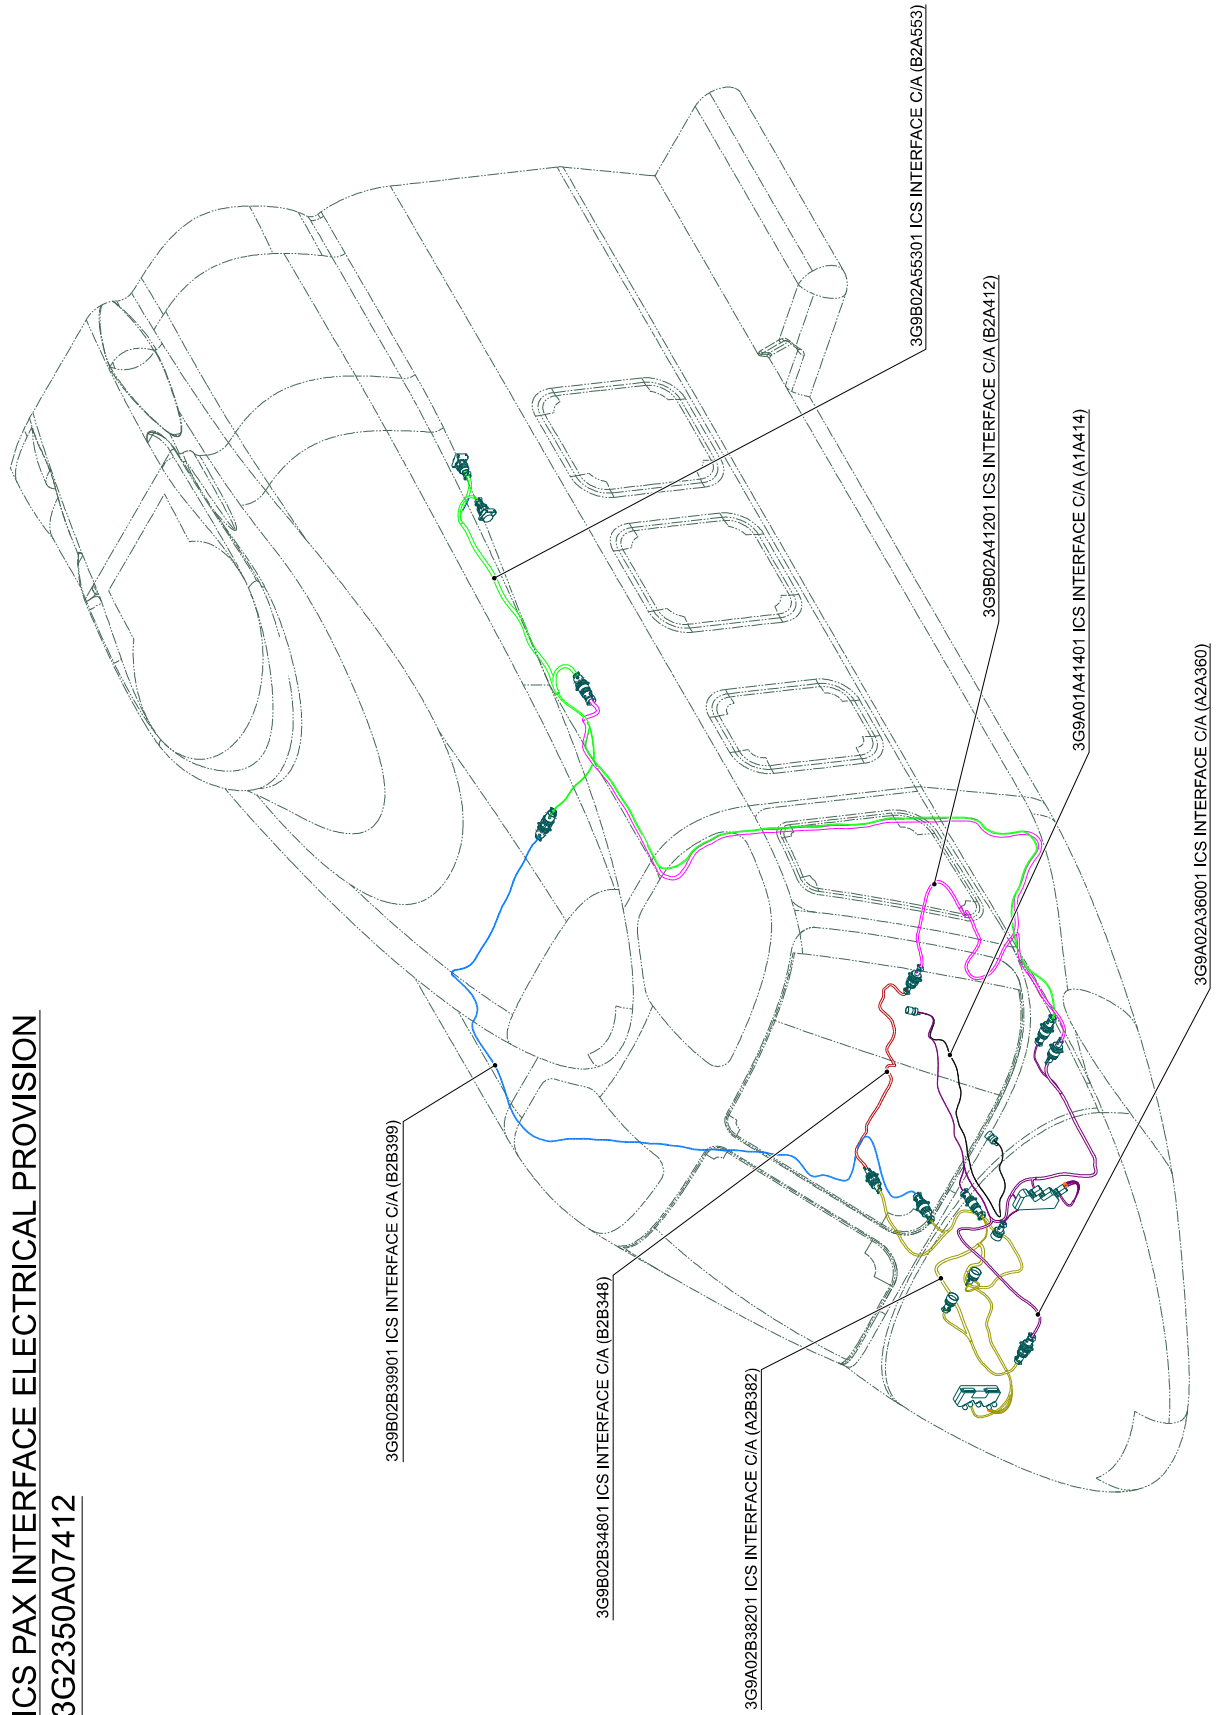 ICS PAX INTERFACE ELECTRICAL PROVISION
3G2350A07412
3G9B02B39901 ICS INTERFACE C/A (B2B399)
3G9B02B34801 ICS INTERFACE C/A (B2B348)
3G9A02B38201 ICS INTERFACE C/A (A2B382)
3G9B02A55301 ICS INTERFACE C/A (B2A553)
3G9B02A41201 ICS INTERFACE C/A (B2A412)
3G9A01A41401 ICS INTERFACE C/A (A1A414)
3G9A02A36001 ICS INTERFACE C/A (A2A360)